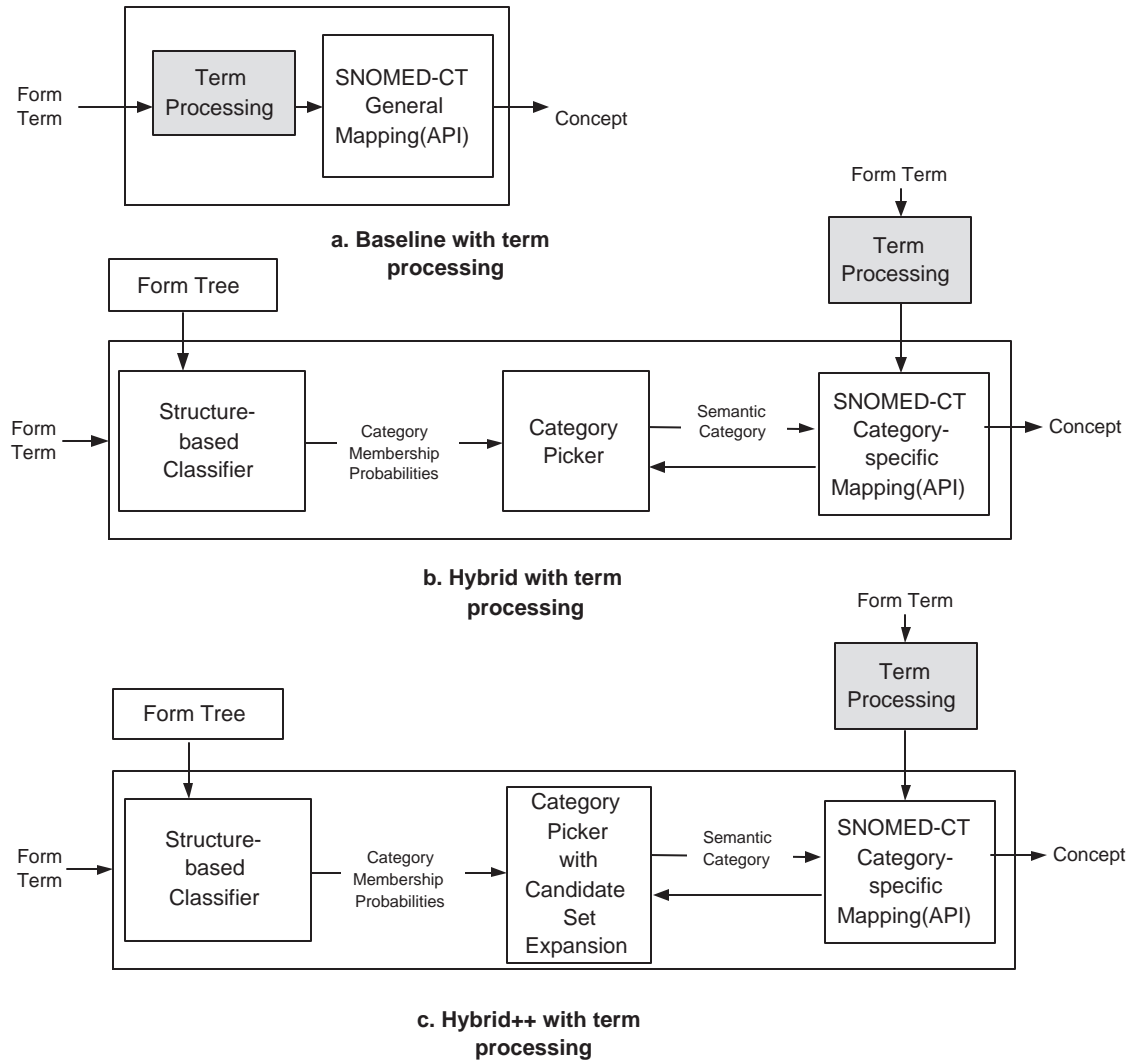 Form
Term
Term
Processing
SNOMED-CT
General
Mapping(API)
Concept
a. Baseline with term
processing
Form Term
Term
Processing
Form Tree
Form
Term
Structure-
based
Classifier
Category
Membership
Probabilities
Category
Picker
Semantic
Category
SNOMED-CT
Category-
specific
Mapping(API)
Concept
b. Hybrid with term
processing
Form Term
Term
Processing
Form Tree
Form
Term
Structure-
based
Classifier
Category
Membership
Probabilities
Category
Picker
with
Candidate
Set
Expansion
Semantic
Category
SNOMED-CT
Category-
specific
Mapping(API)
Concept
c. Hybrid++ with term
processing